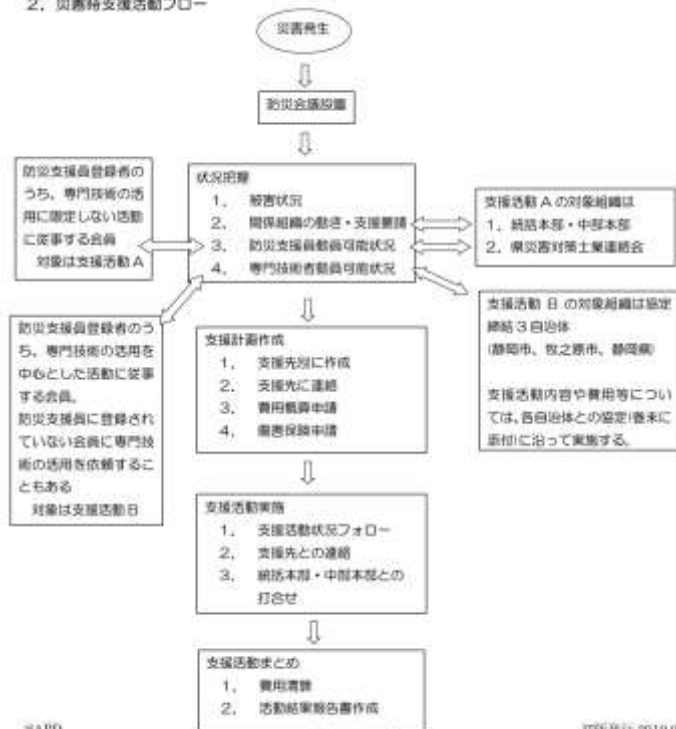 2．災害時支援活動フロー
災害発生
防災会議設置
防災支援員登録者の
うち、専門技術の活
用に限定しない活動
に従事する会員
対象は支援活動A
状況把握
1． 被害状況
2． 関係組織の動き・支援要請
3． 防災支援員動員可能状況
4． 専門技術者動員可能状況
支援活動 A の対象組織は
1．統括本部・中部本部
2．県災害対策士業連絡会
防災支援員登録者のう
ち、専門技術の活用を
中心とした活動に従事
する会員。
防災支援員に登録され
ていない会員に専門技
術の活用を依頼するこ
ともある
対象は支援活動B
支援活動 B の対象組織は協定
締結 3 自治体
(静岡市、牧之原市、静岡県)
支援活動内容や費用等につい
ては、各自治体との協定(巻末に
添付)に沿って実施する。
支援計画作成
1． 支援先別に作成
2． 支援先に連絡
3． 費用概算申請
4． 傷害保険申請
支援活動実施
1． 支援活動状況フォロー
2． 支援先との連絡
3． 統括本部・中部本部との
打合せ
支援活動まとめ
1． 費用清算
2． 活動結果報告書作成